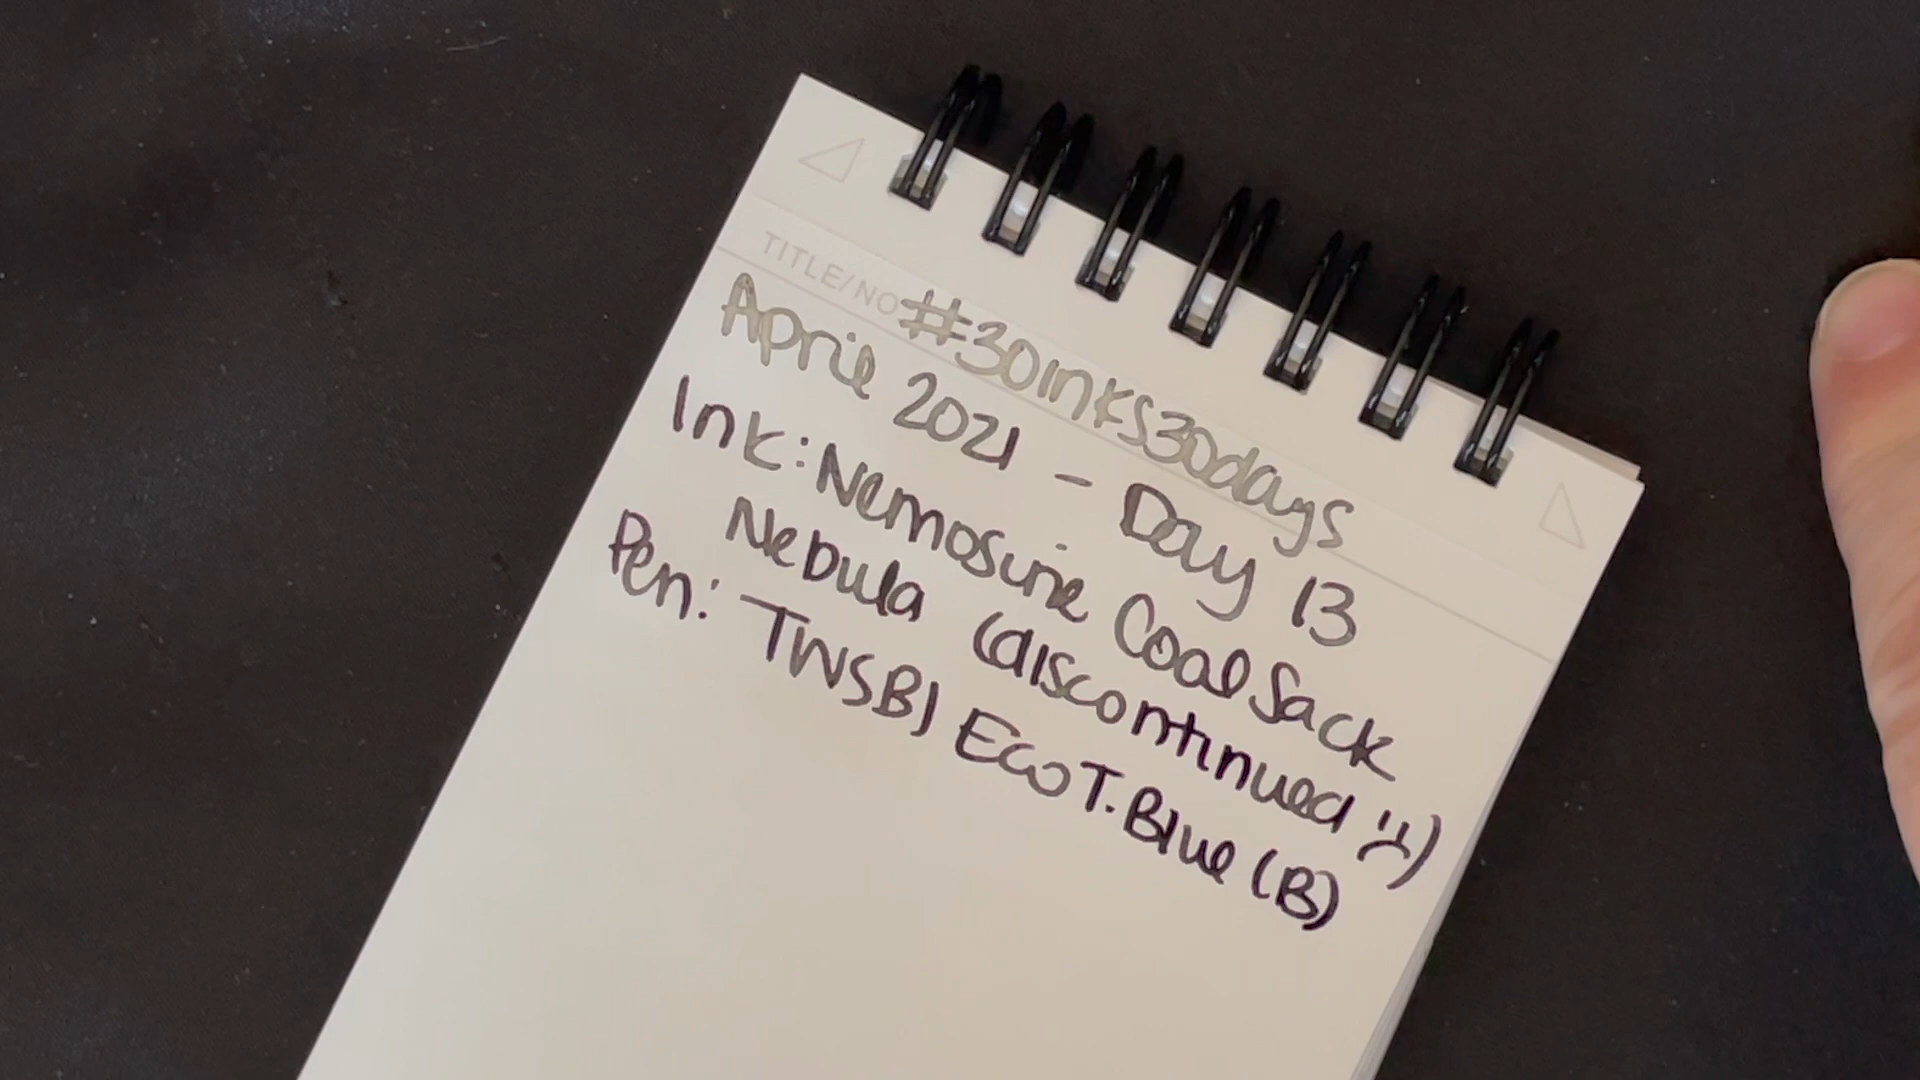 TITLE/NO #30inks30days
April 2021 - Day 13
Ink: Nemosine Coal Sack
Nebula (discontinued :()
Pen: TWSBI Eco T. Blue (B)